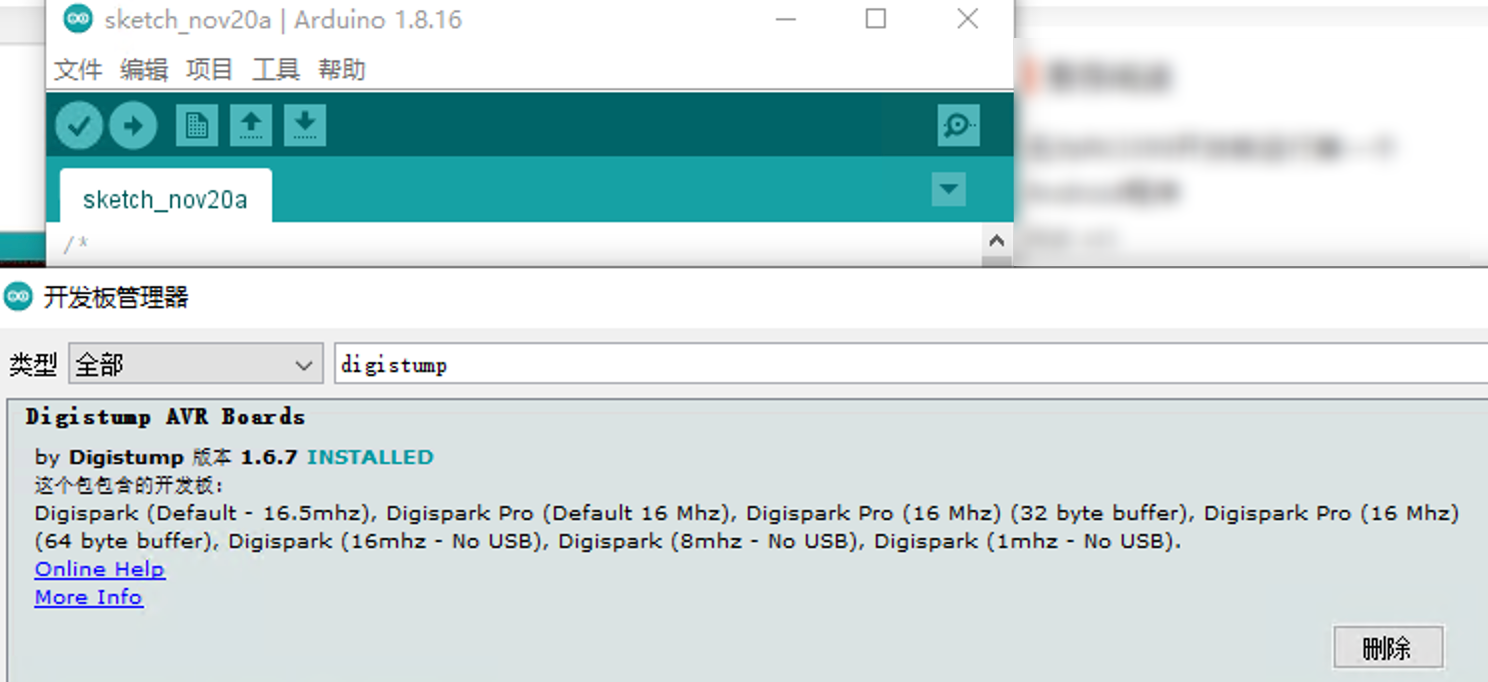 sketch_nov20a | Arduino 1.8.16
文件 编辑 项目 工具 帮助
sketch_nov20a
/*
开发板管理器
类型 全部 digistump
Digistump AVR Boards
by Digistump 版本 1.6.7 INSTALLED
这个包包含的开发板:
Digispark (Default - 16.5mhz), Digispark Pro (Default 16 Mhz), Digispark Pro (16 Mhz) (32 byte buffer), Digispark Pro (16 Mhz)
(64 byte buffer), Digispark (16mhz - No USB), Digispark (8mhz - No USB), Digispark (1mhz - No USB).
Online Help
More Info
删除